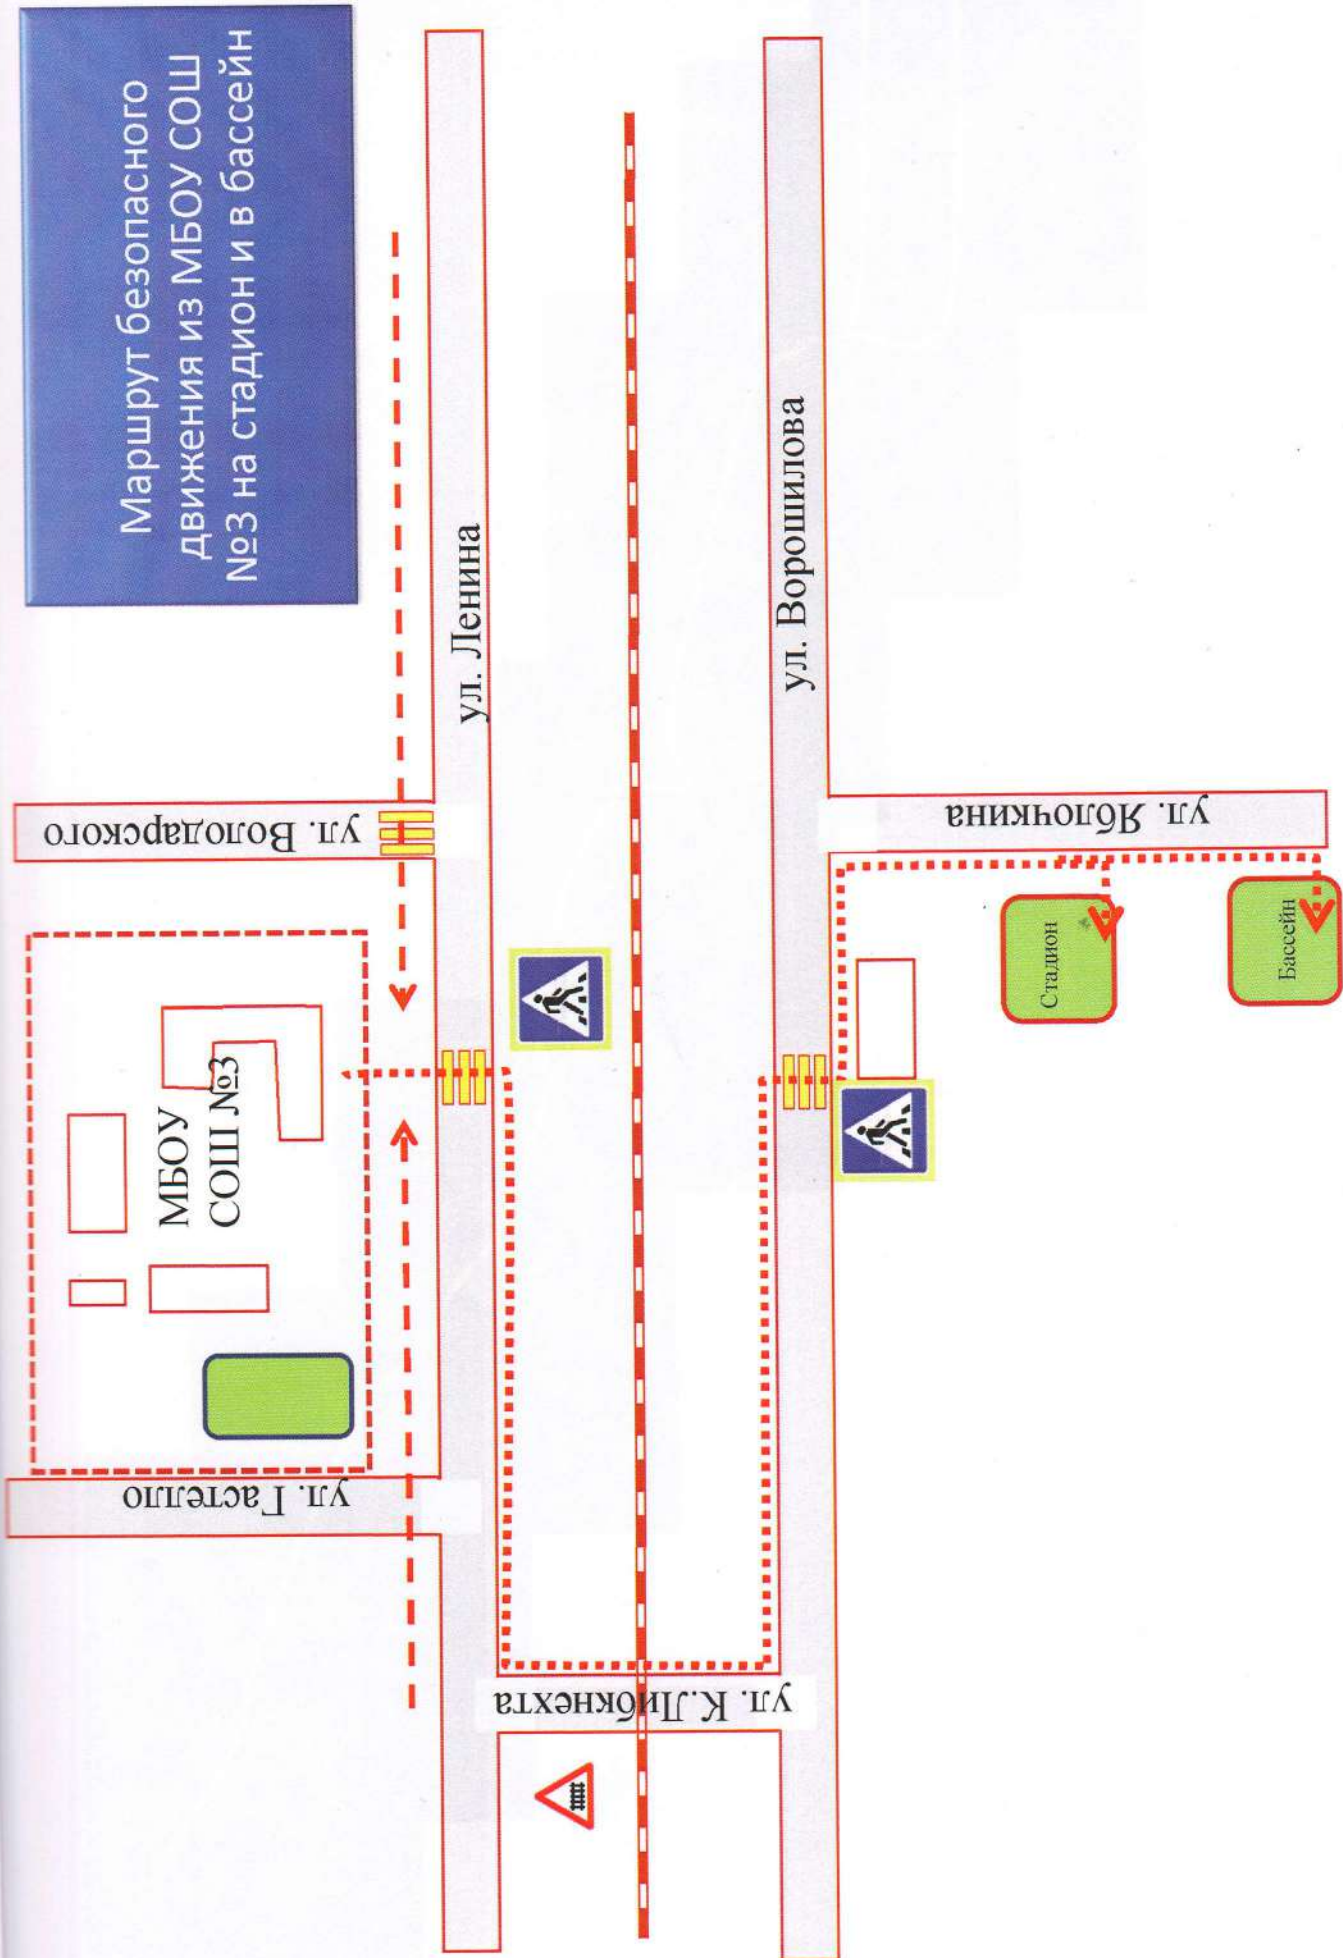 Маршрут безопасного
движения из МБОУ СОШ
№3 на стадион и в бассейн
ул. Гастелло
ул. Володарского
МБОУ
СОШ №3
ул. Ленина
ул. К.Либкнехта
ул. Ворошилова
ул. Яблочкина
Стадион
Бассейн